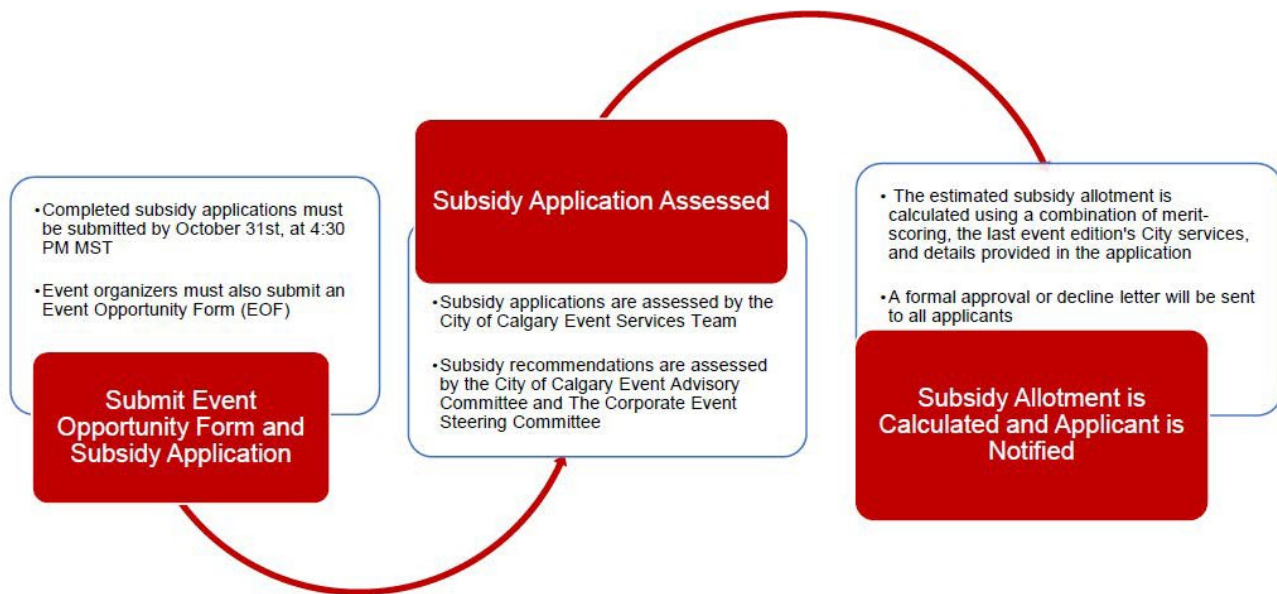 •Completed subsidy applications must
be submitted by October 31st, at 4:30
PM MST
•Event organizers must also submit an
Event Opportunity Form (EOF)
Submit Event
Opportunity Form and
Subsidy Application
Subsidy Application Assessed
•Subsidy applications are assessed by the
City of Calgary Event Services Team
•Subsidy recommendations are assessed
by the City of Calgary Event Advisory
Committee and The Corporate Event
Steering Committee
• The estimated subsidy allotment is
calculated using a combination of merit-
scoring, the last event edition's City services,
and details provided in the application
•A formal approval or decline letter will be sent
to all applicants
Subsidy Allotment is
Calculated and Applicant is
Notified